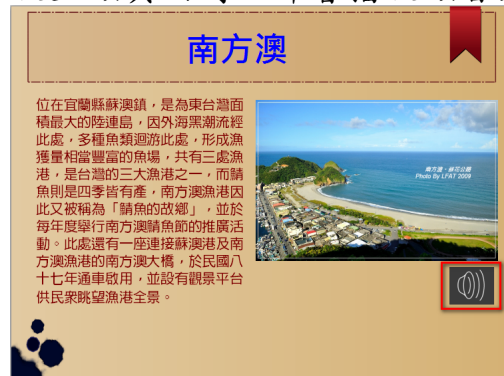 南方澳
位在宜蘭縣蘇澳鎮，是為東台灣面
積最大的陸連島，因外海黑潮流經
此處，多種魚類迴游此處，形成漁
獲量相當豐富的魚場，共有三處漁
港，是台灣的三大漁港之一，而鯖
魚則是四季皆有產，南方澳漁港因
此又被稱為「鯖魚的故鄉」，並於
每年度舉行南方澳鯖魚節的推廣活
動。此處還有一座連接蘇澳港及南
方澳漁港的南方澳大橋，於民國八
十七年通車啟用，並設有觀景平台
供民衆眺望漁港全景。
Photo By LFAT 2009